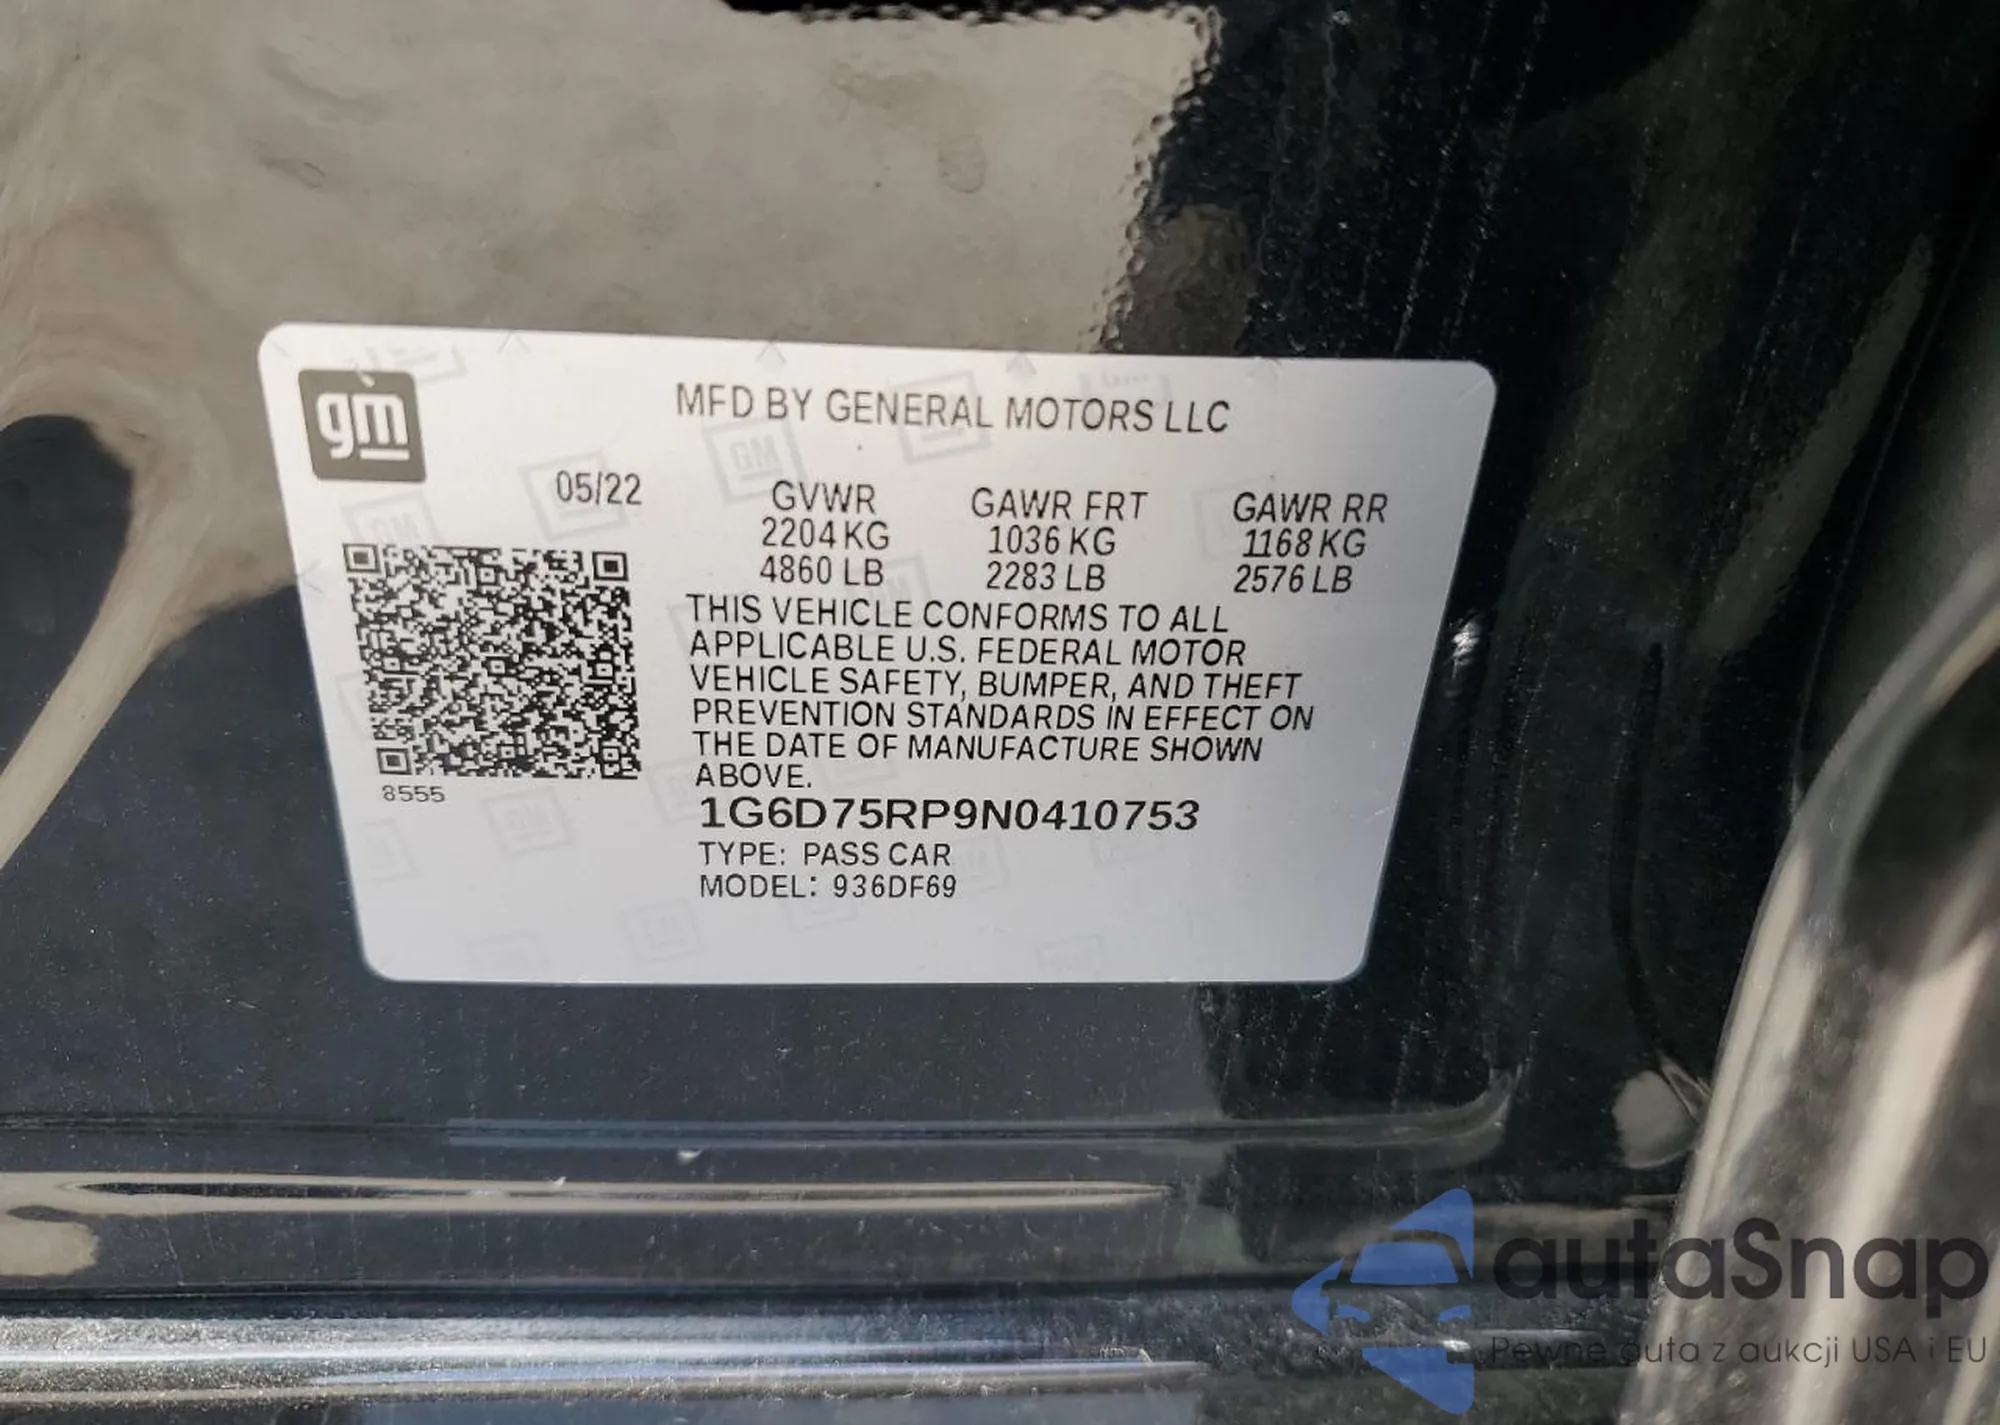 gm
MFD BY GENERAL MOTORS LLC
05/22
GVWR GAWR FRT GAWR RR
2204 KG 1036 KG 1168 KG
4860 LB 2283 LB 2576 LB
THIS VEHICLE CONFORMS TO ALL
APPLICABLE U.S. FEDERAL MOTOR
VEHICLE SAFETY, BUMPER, AND THEFT
PREVENTION STANDARDS IN EFFECT ON
THE DATE OF MANUFACTURE SHOWN
ABOVE.
8555
1G6D75RP9N0410753
TYPE: PASS CAR
MODEL: 936DF69
autaSnap
Pewne auta z aukcji USA i EU